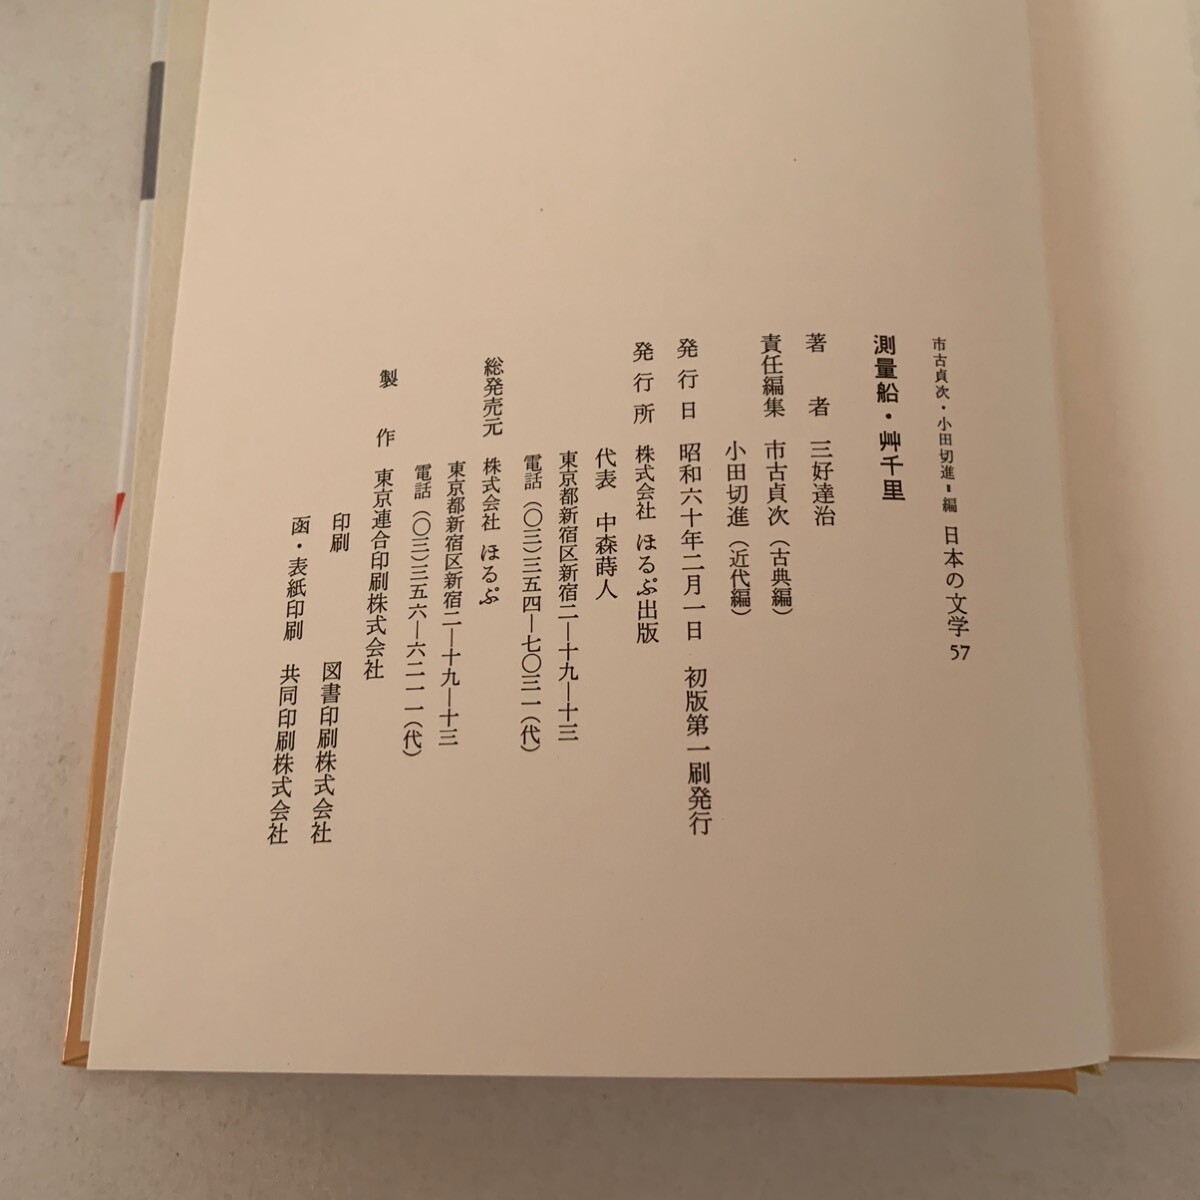 市古貞次・小田切進=編 日本の文学 57
測量船・艸千里
著者 三好達治
責任編集 市古貞次(古典編)
小田切進(近代編)
発行日 昭和六十年二月一日 初版第一刷発行
発行所 株式会社 ほるぷ出版
代表 中森蒔人
東京都新宿区新宿二―十九―十三
電話(〇三)三五四―七〇三一(代)
総発売元 株式会社 ほるぷ
東京都新宿区新宿二―十九―十三
電話(〇三)三五六―六二一一(代)
製作 東京連合印刷株式会社
印刷 図書印刷株式会社
函・表紙印刷 共同印刷株式会社